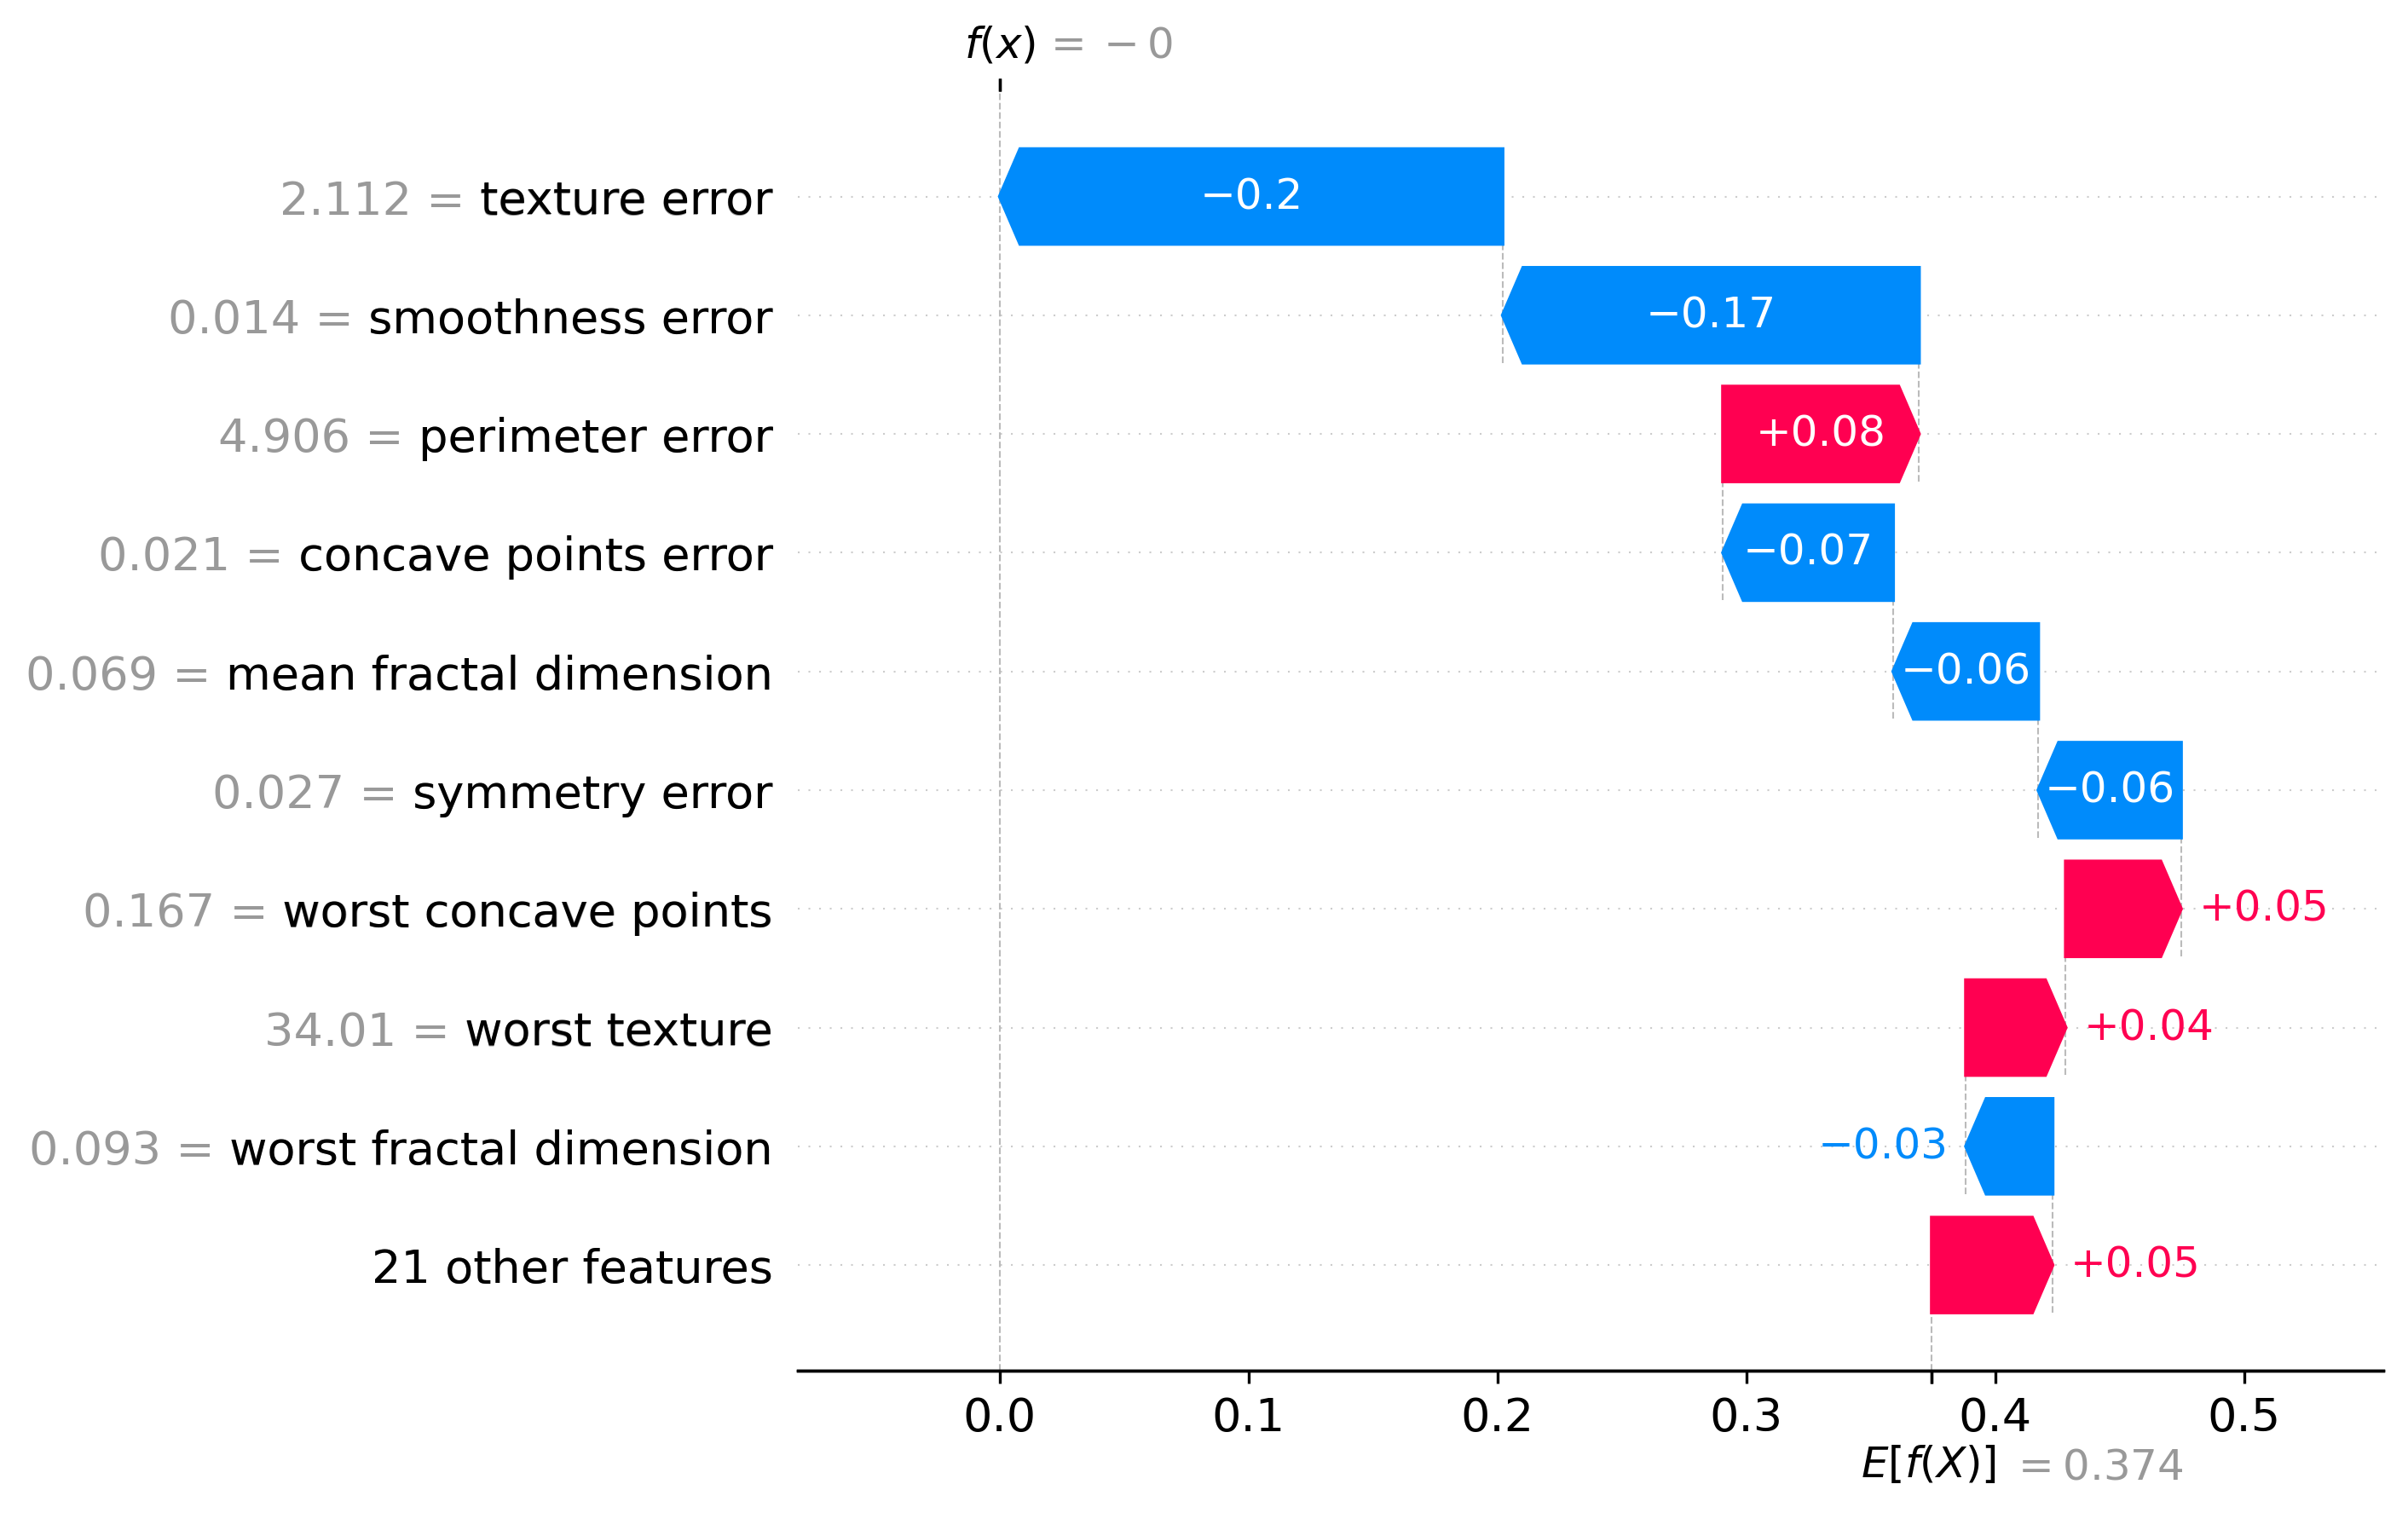 f(x) = − 0
2.112 = texture error −0.2
0.014 = smoothness error −0.17
4.906 = perimeter error +0.08
0.021 = concave points error −0.07
0.069 = mean fractal dimension −0.06
0.027 = symmetry error −0.06
0.167 = worst concave points +0.05
34.01 = worst texture +0.04
0.093 = worst fractal dimension −0.03
21 other features +0.05
0.0 0.1 0.2 0.3 0.4 0.5
E[f(X)] = 0.374